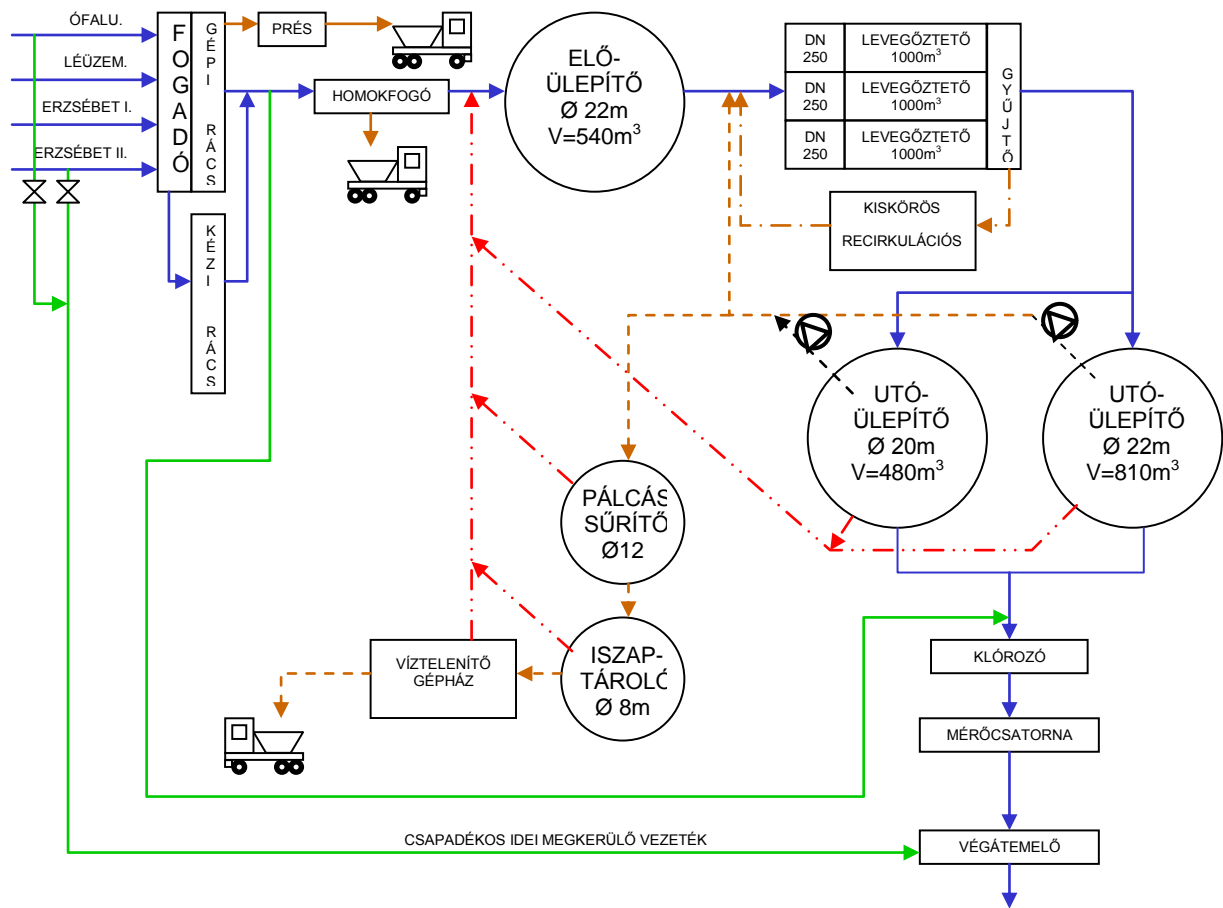 ÓFALU.
LÉÜZEM.
ERZSÉBET I.
ERZSÉBET II.
FOGADÓ
GÉPI RÁCS
KÉZI RÁCS
PRÉS
HOMOKFOGÓ
ELŐ-
ÜLEPÍTŐ
Ø 22m
V=540m³
DN
250
LEVEGŐZTETŐ
1000m³
DN
250
LEVEGŐZTETŐ
1000m³
DN
250
LEVEGŐZTETŐ
1000m³
GYŰJTŐ
KISKÖRÖS
RECIRKULÁCIÓS
UTÓ-
ÜLEPÍTŐ
Ø 20m
V=480m³
UTÓ-
ÜLEPÍTŐ
Ø 22m
V=810m³
PÁLCÁS
SŰRÍTŐ
Ø12
ISZAP-
TÁROLÓ
Ø 8m
VÍZTELENÍTŐ
GÉPHÁZ
KLÓROZÓ
MÉRŐCSATORNA
CSAPADÉKOS IDEI MEGKERÜLŐ VEZETÉK
VÉGÁTEMELŐ